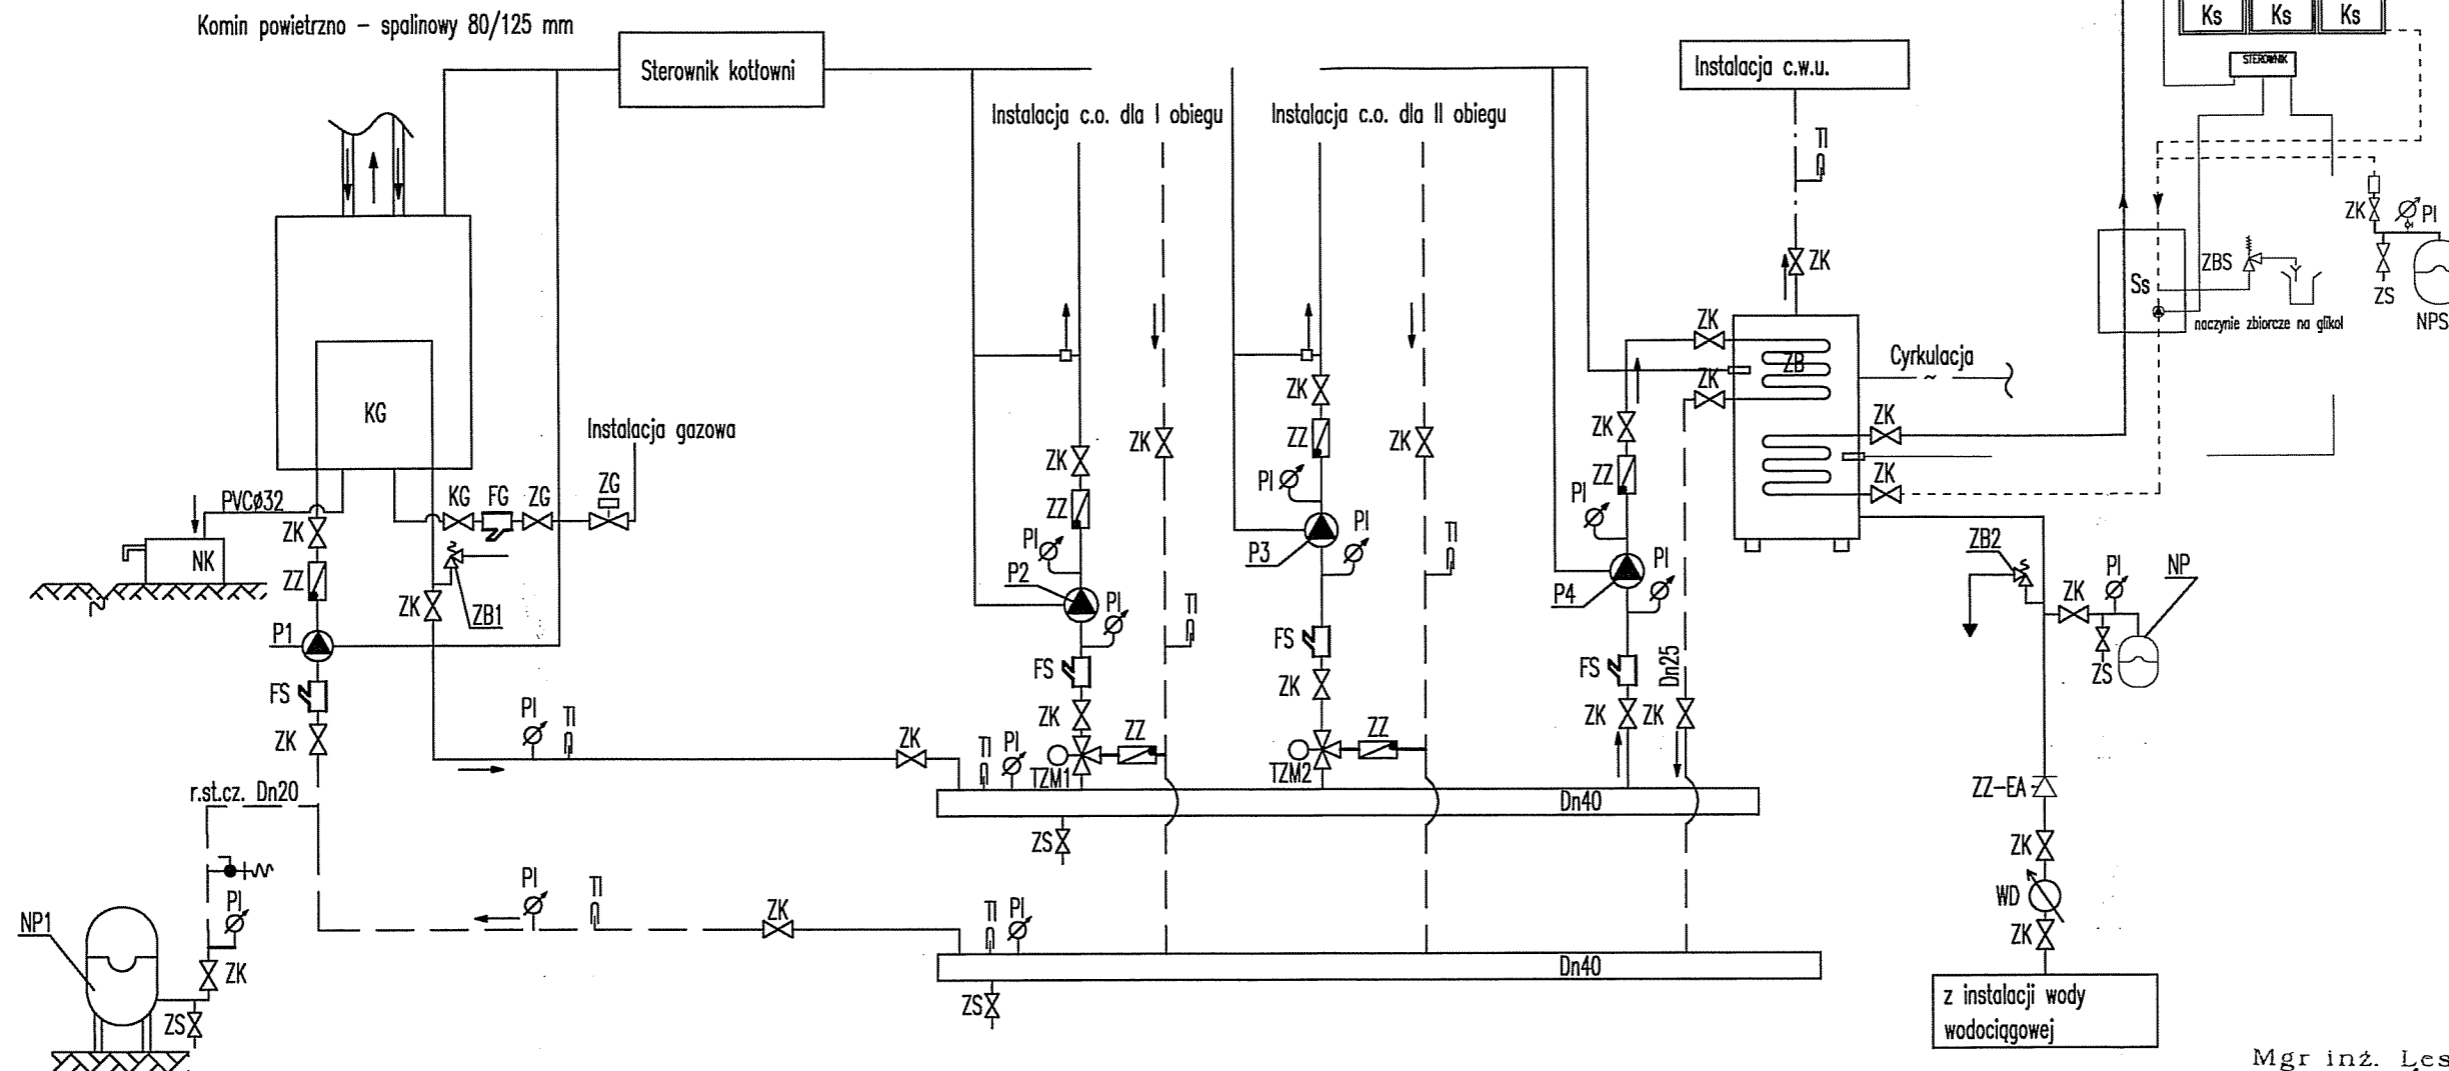 Komin powietrzno - spalinowy 80/125 mm
Sterownik kotłowni
Instalacja c.o. dla I obiegu
Instalacja c.o. dla II obiegu
Instalacja c.w.u.
Ks Ks Ks
STEROWNIK
TI
ZK
PI
ZK
ZBS
Ss
ZS
NPS
naczynie zbiorcze na glikol
ZK
ZB
ZK
Cyrkulacja
ZK
ZK
KG
Instalacja gazowa
PVCø32
KG FG ZG ZG
ZK
NK
ZZ
ZK
ZB1
P1
FS
ZK
ZK
ZZ
PI
P2
PI
FS
ZK
ZZ
TZM1
ZK
TI
ZK
ZZ
PI
P3
PI
FS
ZK
ZZ
TZM2
ZK
TI
ZK
ZZ
PI
P4
PI
FS
ZK ZK
Dn25
ZB2
ZK
PI
NP
ZS
PI TI
ZK
TI PI
Dn40
ZS
r.st.cz. Dn20
PI
NP1
ZK
ZS
PI TI
ZK
TI PI
Dn40
ZS
ZZ-EA
ZK
WD
ZK
z instalacji wody
wodociągowej
Mgr inż. Les